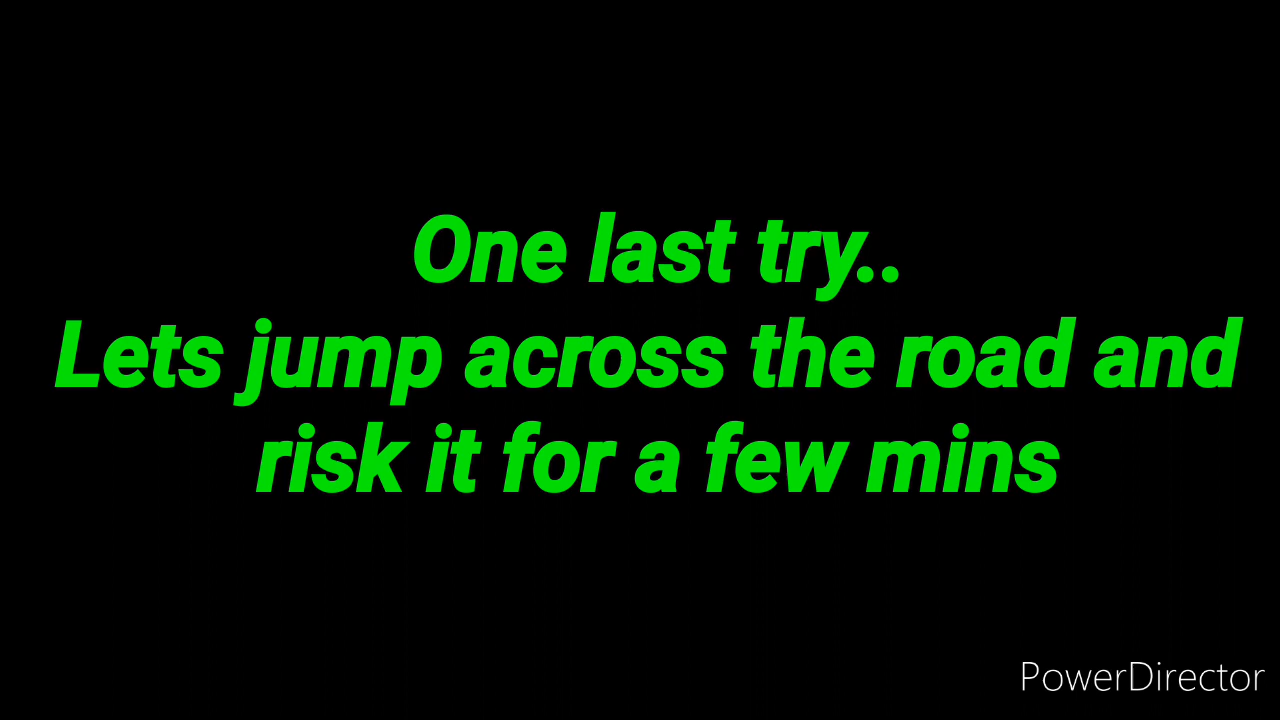 One last try..
Lets jump across the road and
risk it for a few mins
PowerDirector